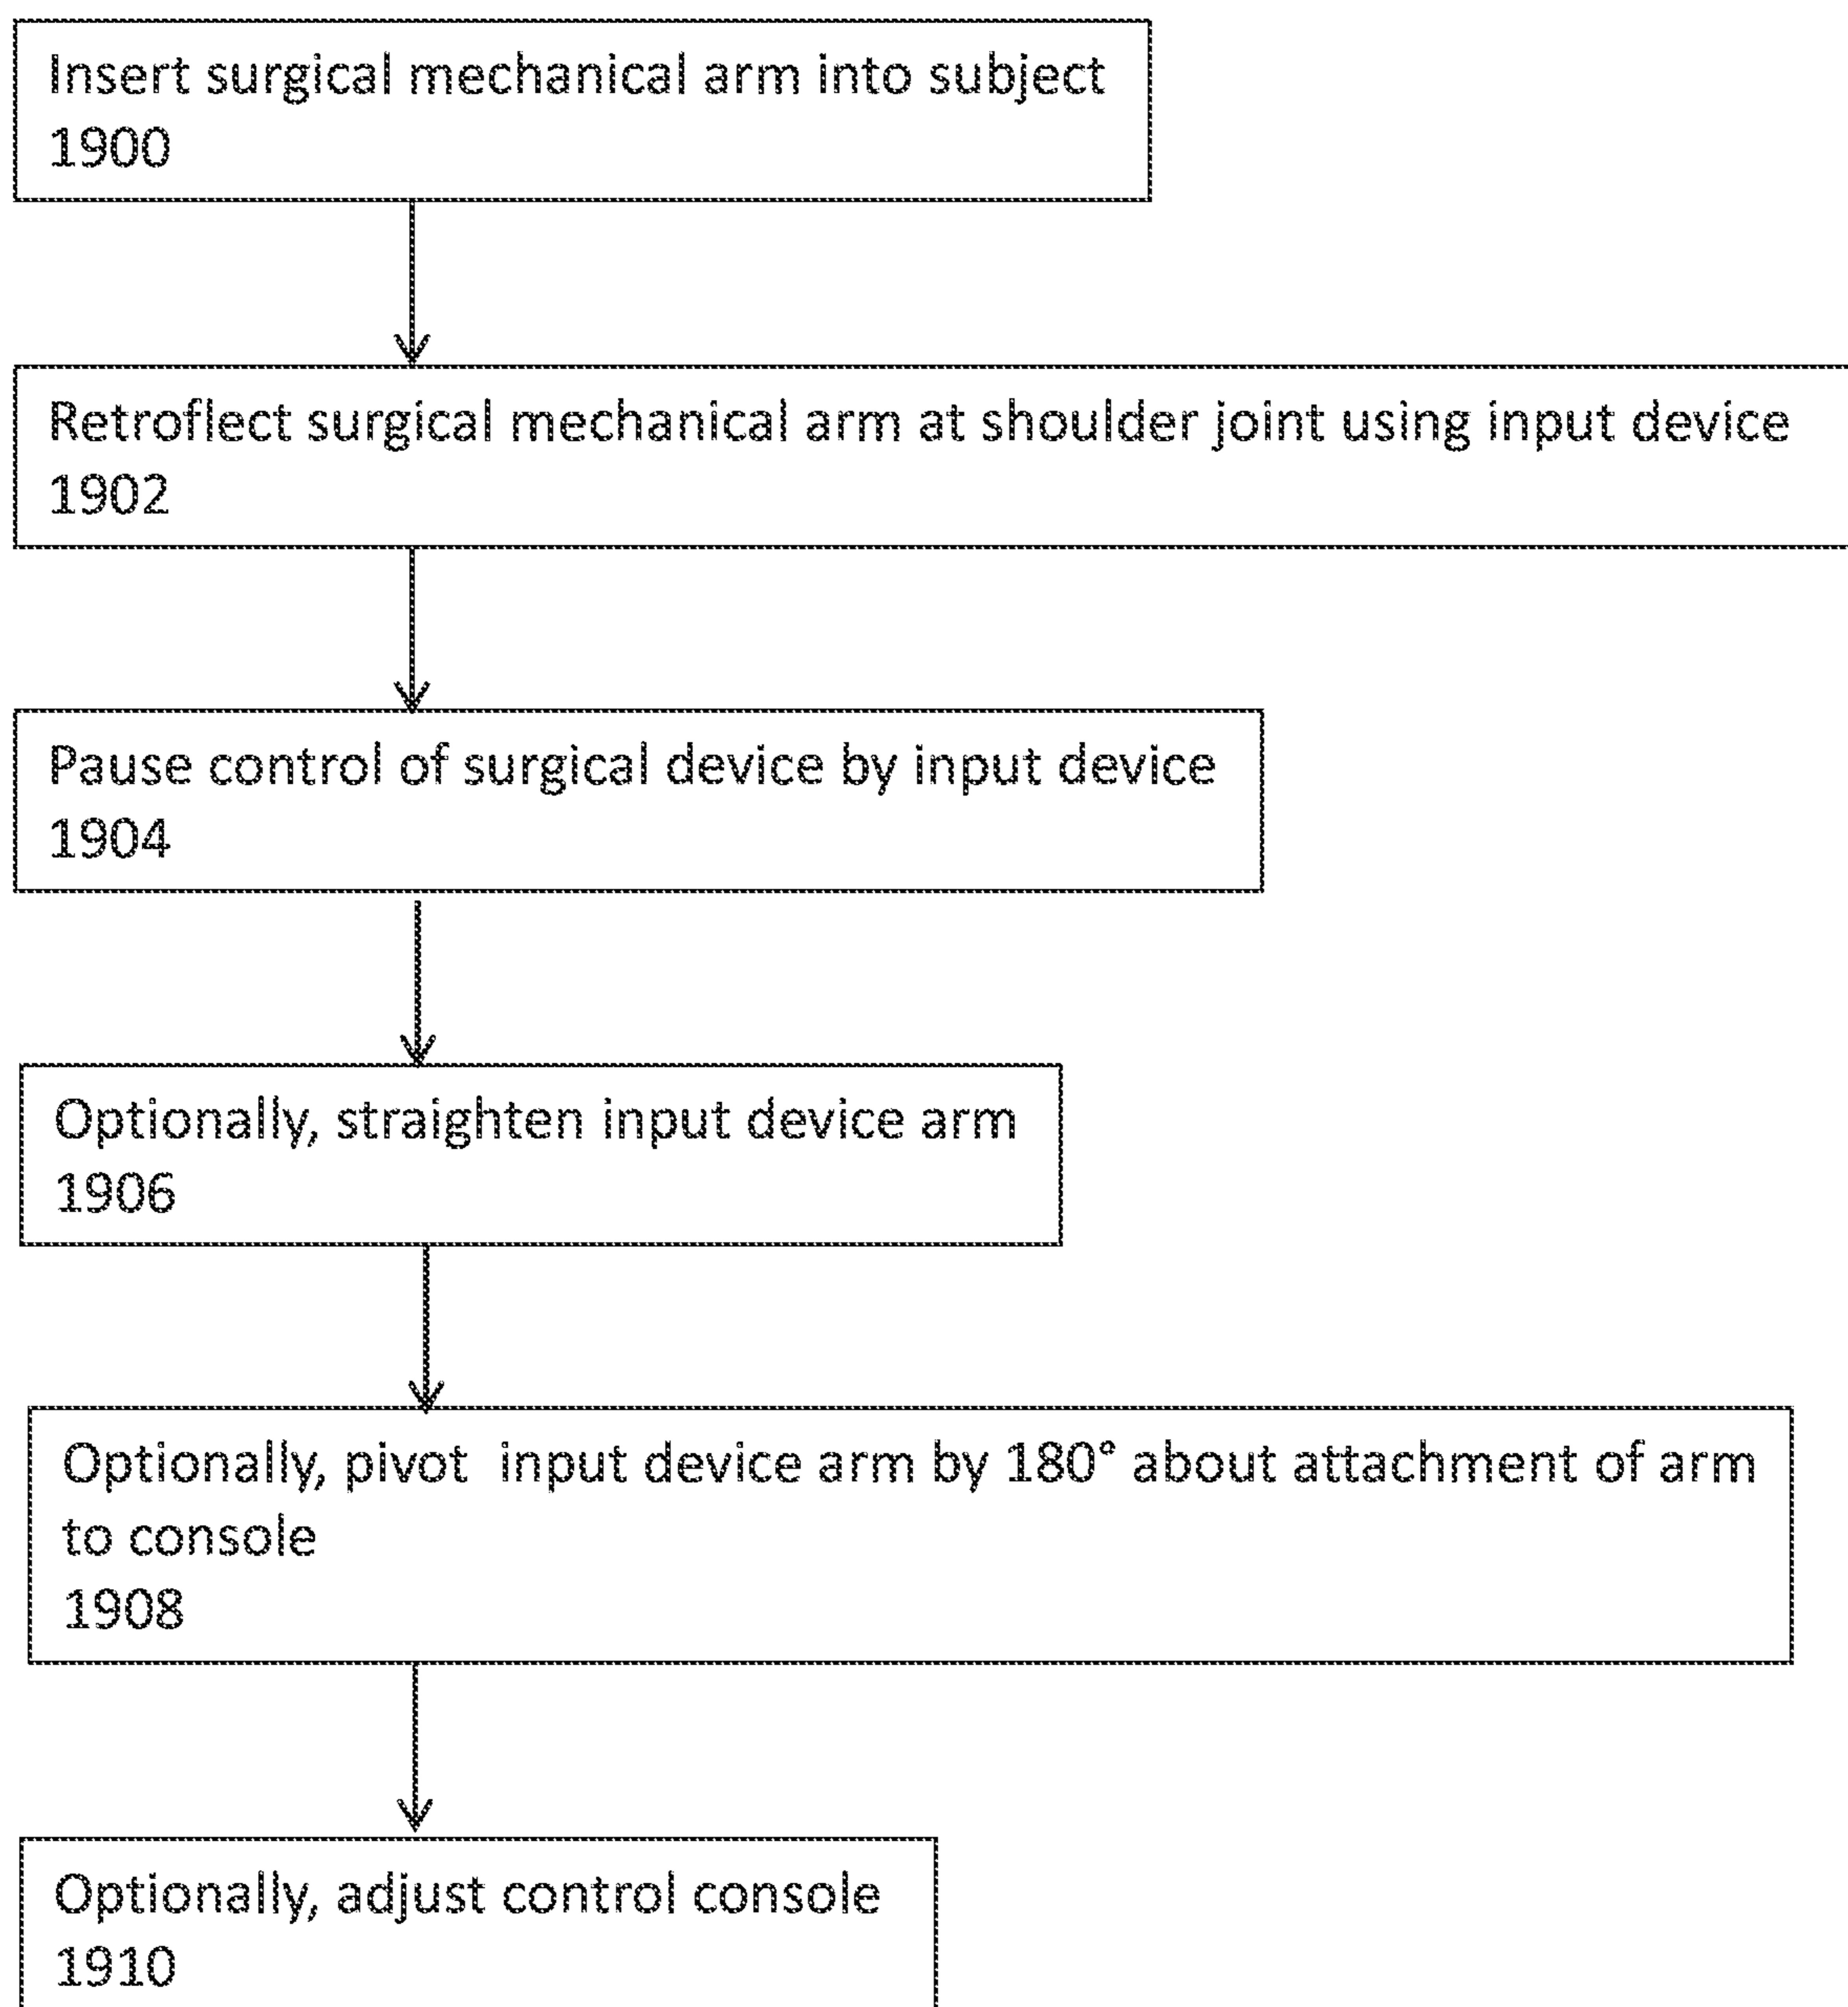 Insert surgical mechanical arm into subject
1900
Retroflect surgical mechanical arm at shoulder joint using input device
1902
Pause control of surgical device by input device
1904
Optionally, straighten input device arm
1906
Optionally, pivot  input device arm by 180° about attachment of arm
to console
1908
Optionally, adjust control console
1910